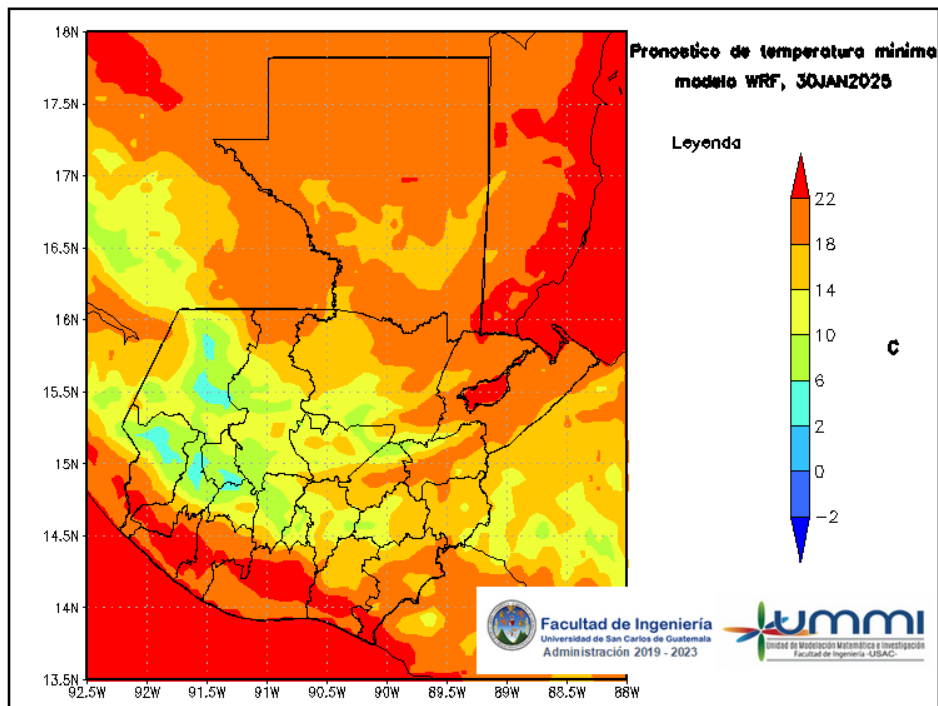 Pronostico de temperatura minima
modelo WRF, 30JAN2025
Leyenda
22
18
14
10
6
2
0
−2
C
18N
17.5N
17N
16.5N
16N
15.5N
15N
14.5N
14N
13.5N
92.5W 92W 91.5W 91W 90.5W 90W 89.5W 89W 88.5W 88W
Facultad de Ingeniería
Universidad de San Carlos de Guatemala
Administración 2019 - 2023
ummi
Unidad de Modelación Matemática e Investigación
Facultad de Ingeniería -USAC-